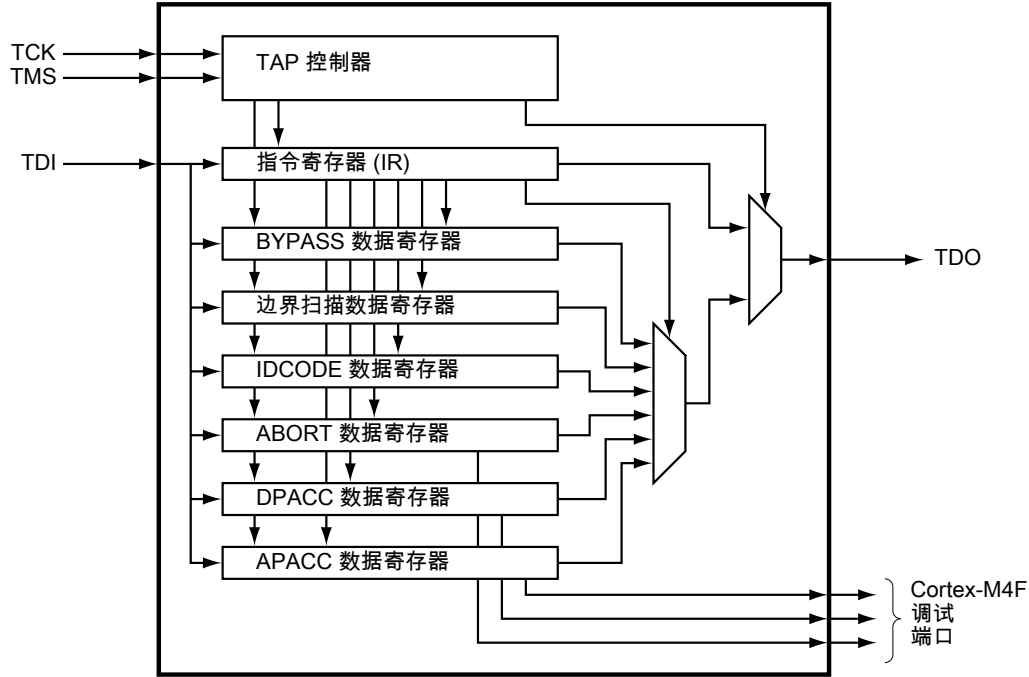 TCK
TMS
TAP 控制器
TDI
指令寄存器 (IR)
BYPASS 数据寄存器
TDO
边界扫描数据寄存器
IDCODE 数据寄存器
ABORT 数据寄存器
DPACC 数据寄存器
APACC 数据寄存器
Cortex-M4F
调试
端口